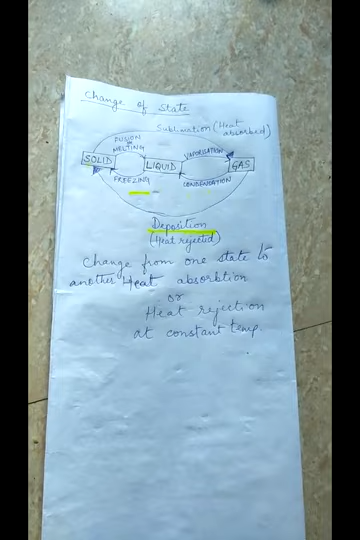 Change of state
Sublimation (Heat
absorbed)
FUSION
or
MELTING
VAPORISATION
SOLID
LIQUID
GAS
FREEZING
CONDENSATION
Deposition
(Heat rejected)
Change from one state to
another Heat absorbtion
or
Heat rejection
at constant temp.